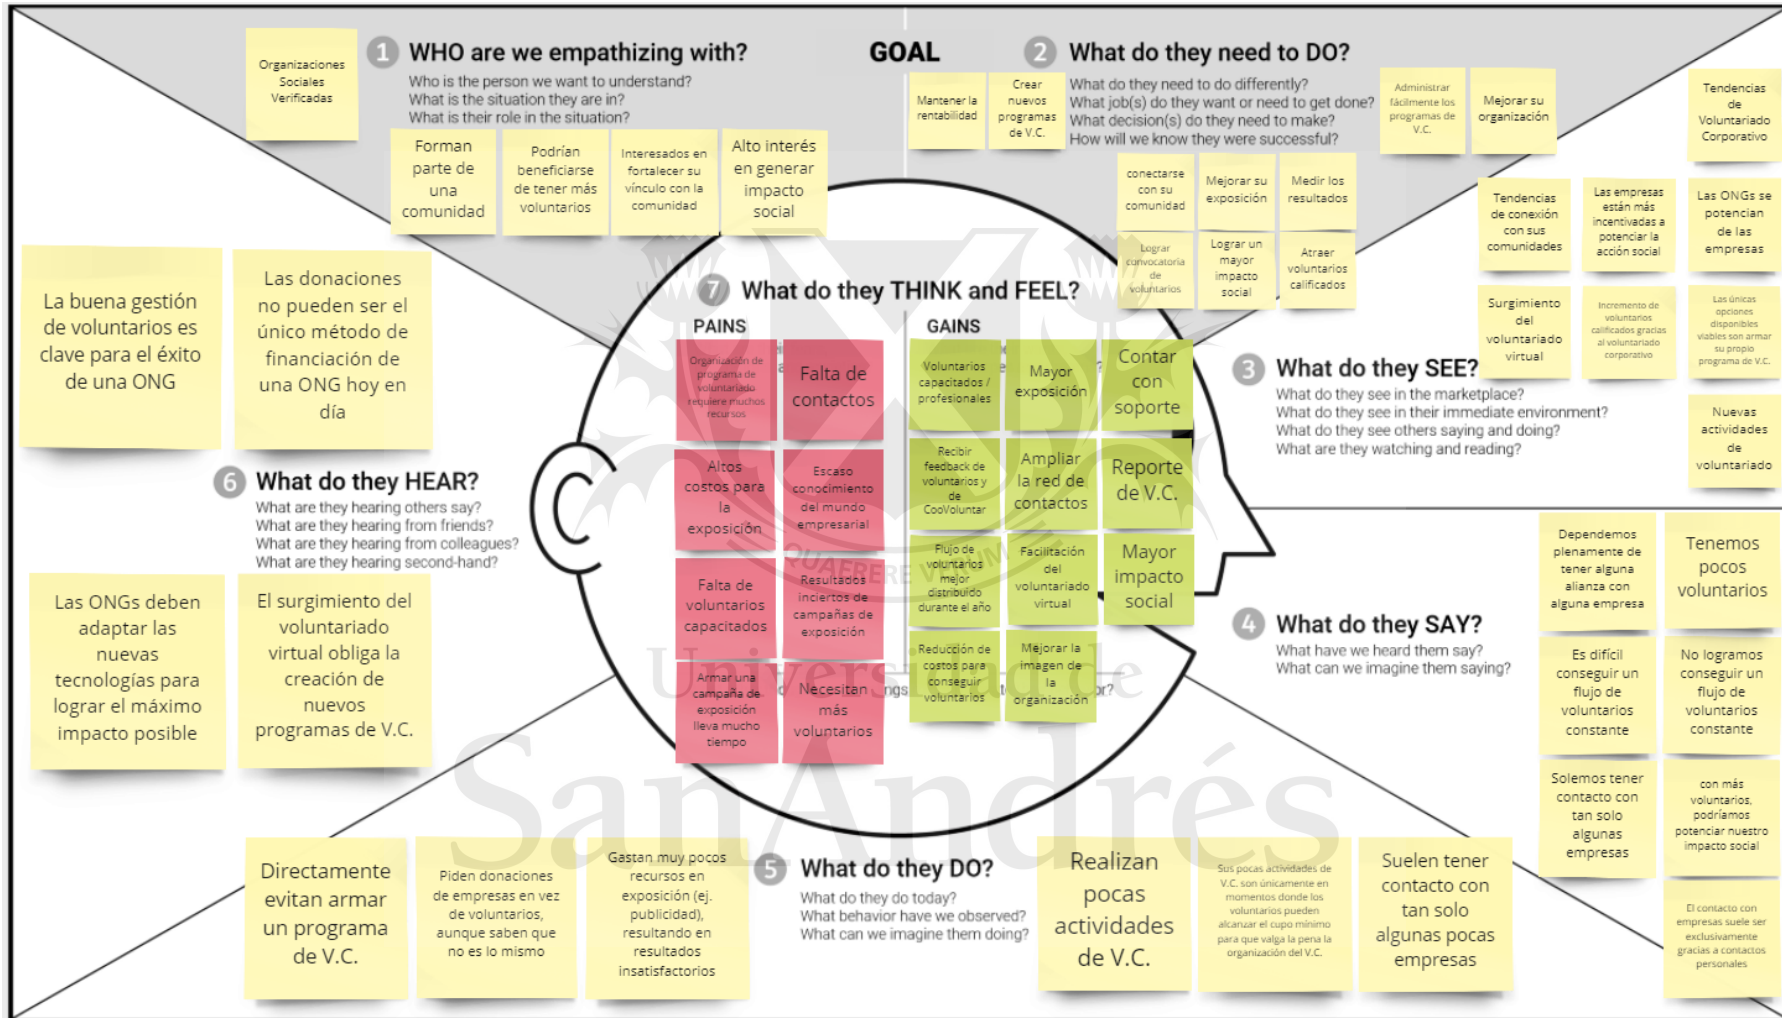 GOAL
1 WHO are we empathizing with?
Who is the person we want to understand?
What is the situation they are in?
What is their role in the situation?
Organizaciones
Sociales
Verificadas
Forman
parte de
una
comunidad
Podrían
beneficiarse
de tener más
voluntarios
Interesados en
fortalecer su
vínculo con la
comunidad
Alto interés
en generar
impacto
social
2 What do they need to DO?
What do they need to do differently?
What job(s) do they want or need to get done?
What decision(s) do they need to make?
How will we know they were successful?
Mantener la
rentabilidad
Crear
nuevos
programas
de V.C.
Administrar
fácilmente los
programas de
V.C.
Mejorar su
organización
conectarse
con su
comunidad
Mejorar su
exposición
Medir los
resultados
Lograr
convocatoria
de
voluntarios
Lograr un
mayor
impacto
social
Atraer
voluntarios
calificados
3 What do they SEE?
What do they see in the marketplace?
What do they see in their immediate environment?
What do they see others saying and doing?
What are they watching and reading?
Tendencias
de
Voluntariado
Corporativo
Tendencias
de conexión
con sus
comunidades
Las empresas
están más
incentivadas a
potenciar la
acción social
Las ONGs se
potencian
de las
empresas
Surgimiento
del
voluntariado
virtual
Incremento de
voluntarios
calificados gracias
al voluntariado
corporativo
Las únicas
opciones
disponibles
viables son armar
su propio
programa de V.C.
Nuevas
actividades
de
voluntariado
4 What do they SAY?
What have we heard them say?
What can we imagine them saying?
Dependemos
plenamente de
tener alguna
alianza con
alguna empresa
Tenemos
pocos
voluntarios
Es difícil
conseguir un
flujo de
voluntarios
constante
No logramos
conseguir un
flujo de
voluntarios
constante
Solemos tener
contacto con
tan solo
algunas
empresas
con más
voluntarios,
podríamos
potenciar nuestro
impacto social
El contacto con
empresas suele ser
exclusivamente
gracias a contactos
personales
5 What do they DO?
What do they do today?
What behavior have we observed?
What can we imagine them doing?
Directamente
evitan armar
un programa
de V.C.
Piden donaciones
de empresas en vez
de voluntarios,
aunque saben que
no es lo mismo
Gastan muy pocos
recursos en
exposición (ej.
publicidad),
resultando en
resultados
insatisfactorios
Realizan
pocas
actividades
de V.C.
Sus pocas actividades de
V.C. son únicamente en
momentos donde los
voluntarios pueden
alcanzar el cupo mínimo
para que valga la pena la
organización del V.C.
Suelen tener
contacto con
tan solo
algunas pocas
empresas
6 What do they HEAR?
What are they hearing others say?
What are they hearing from friends?
What are they hearing from colleagues?
What are they hearing second-hand?
La buena gestión
de voluntarios es
clave para el éxito
de una ONG
Las donaciones
no pueden ser el
único método de
financiación de
una ONG hoy en
día
Las ONGs deben
adaptar las
nuevas
tecnologías para
lograr el máximo
impacto posible
El surgimiento del
voluntariado
virtual obliga la
creación de
nuevos
programas de V.C.
7 What do they THINK and FEEL?
PAINS
Organización de
programa de
voluntariado
requiere muchos
recursos
Falta de
contactos
Altos
costos para
la
exposición
Escaso
conocimiento
del mundo
empresarial
Falta de
voluntarios
capacitados
Resultados
inciertos de
campañas de
exposición
Armar una
campaña de
exposición
lleva mucho
tiempo
Necesitan
más
voluntarios
GAINS
Voluntarios
capacitados /
profesionales
Mayor
exposición
Contar
con
soporte
Recibir
feedback de
voluntarios y
de
CooVoluntar
Ampliar
la red de
contactos
Reporte
de V.C.
Flujo de
voluntarios
mejor
distribuido
durante el año
Facilitación
del
voluntariado
virtual
Mayor
impacto
social
Reducción de
costos para
conseguir
voluntarios
Mejorar la
imagen de
la
organización
QUAERERE VERUM
Universidad de
SanAndrés